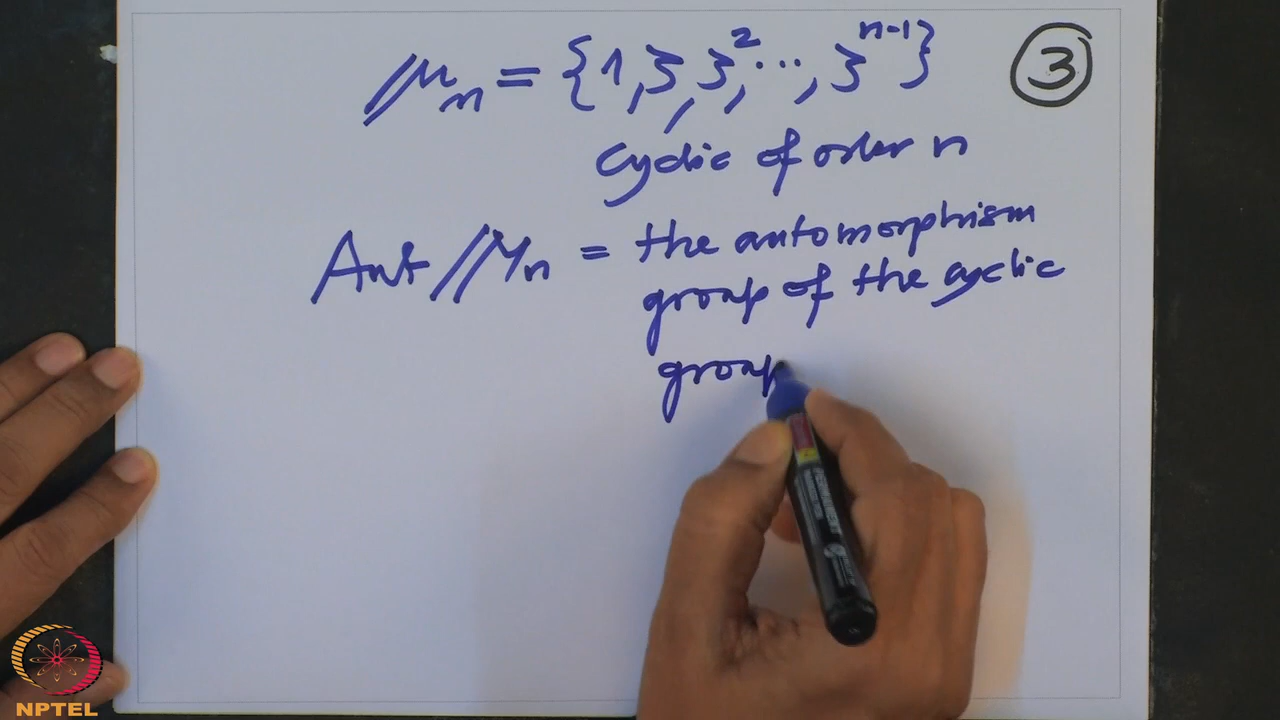 μₙ = {1, ζ, ζ², ..., ζⁿ⁻¹}
③
cyclic of order n
Aut μₙ = the automorphism
group of the cyclic
group
NPTEL